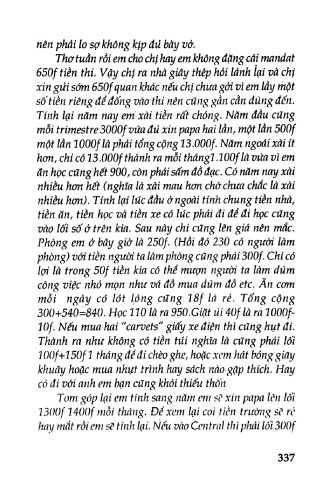 nên phải lo sợ không kịp đủ bây vở.
Thơ tuần rồi em cho chị hay em không đặng cái mandat
650f tiền thi. Vậy chị ra nhà giấy thép hỏi lãnh lại và chị
xin gửi sớm 650f quan khác nếu chị chưa gởi vì em lấy một
số tiền riêng để đóng vào thi nên cũng gần cần dùng đến.
Tính lại năm nay em xài tiền rất chóng. Năm đầu cũng
mỗi trimestre 3000f vừa đủ xin papa hai lần, một lần 500f
một lần 1000f là phải tổng cộng 13.000f. Năm ngoái xài ít
hơn, chỉ có 13.000f thành ra mỗi tháng1.100f là vừa vì em
ăn học cũng hết 900, còn phải sắm đồ đạc. Có năm nay xài
nhiều hơn hết (nghĩa là xài mau hơn chớ chưa chắc là xài
nhiều hơn). Tính lại lúc đầu ở ngoài tính chung tiền nhà,
tiền ăn, tiền học và tiền xe có lúc phải đi để đi học cũng
vào lối số ở trên kia. Sau này chi cũng lên giá nên mắc.
Phòng em ở bây giờ là 250f. (Hồi đó 230 có người làm
phòng) với tiền người ta làm phòng cũng phải 300f. Chỉ có
lợi là trong 50f tiền kia có thể mượn người ta làm dùm
công việc nhỏ mọn như vá đồ mua dùm đồ etc. Ăn cơm
mỗi ngày có lót lòng cũng 18f là rẻ. Tổng cộng
300+540=840. Học 110 là ra 950.Giặt ủi 40f là ra 1000f-
10f. Nếu mua hai "carvets" giấy xe điện thì cũng hụt đi.
Thành ra như không có tiền túi nghĩa là cũng phải lối
100f+150f 1 tháng để đi chèo ghe, hoặc xem hát bóng giây
khuây hoặc mua nhựt trình hay sách nào gặp thích. Hay
có đi với anh em bạn cũng khỏi thiếu thốn
Tom góp lại em tính sang năm em sẽ xin papa lên lối
1300f 1400f mỗi tháng. Để xem lại coi tiền trường sẽ rẻ
hay mắt rồi em sẽ tính lại. Nếu vào Central thì phải lối 300f
337